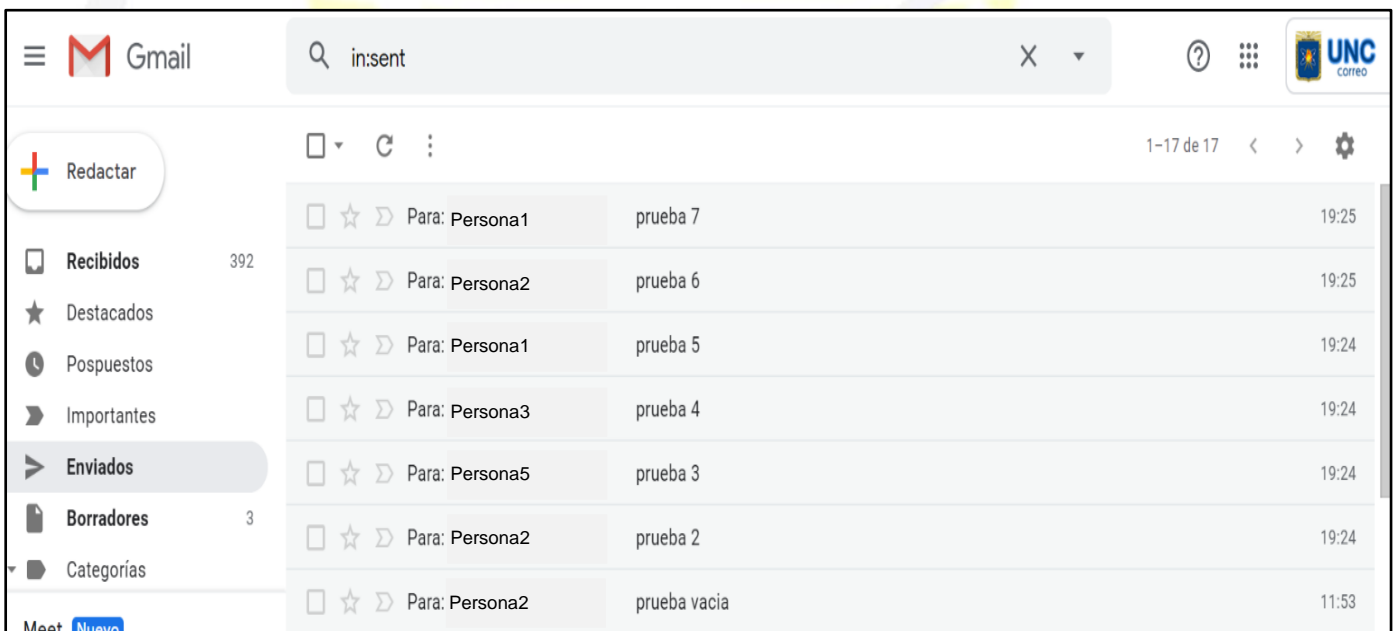 Gmail
in:sent
UNC
correo
Redactar
1–17 de 17
Recibidos 392
Destacados
Pospuestos
Importantes
Enviados
Borradores 3
Categorías
Meet Nuevo
Para: Persona1 prueba 7 19:25
Para: Persona2 prueba 6 19:25
Para: Persona1 prueba 5 19:24
Para: Persona3 prueba 4 19:24
Para: Persona5 prueba 3 19:24
Para: Persona2 prueba 2 19:24
Para: Persona2 prueba vacia 11:53